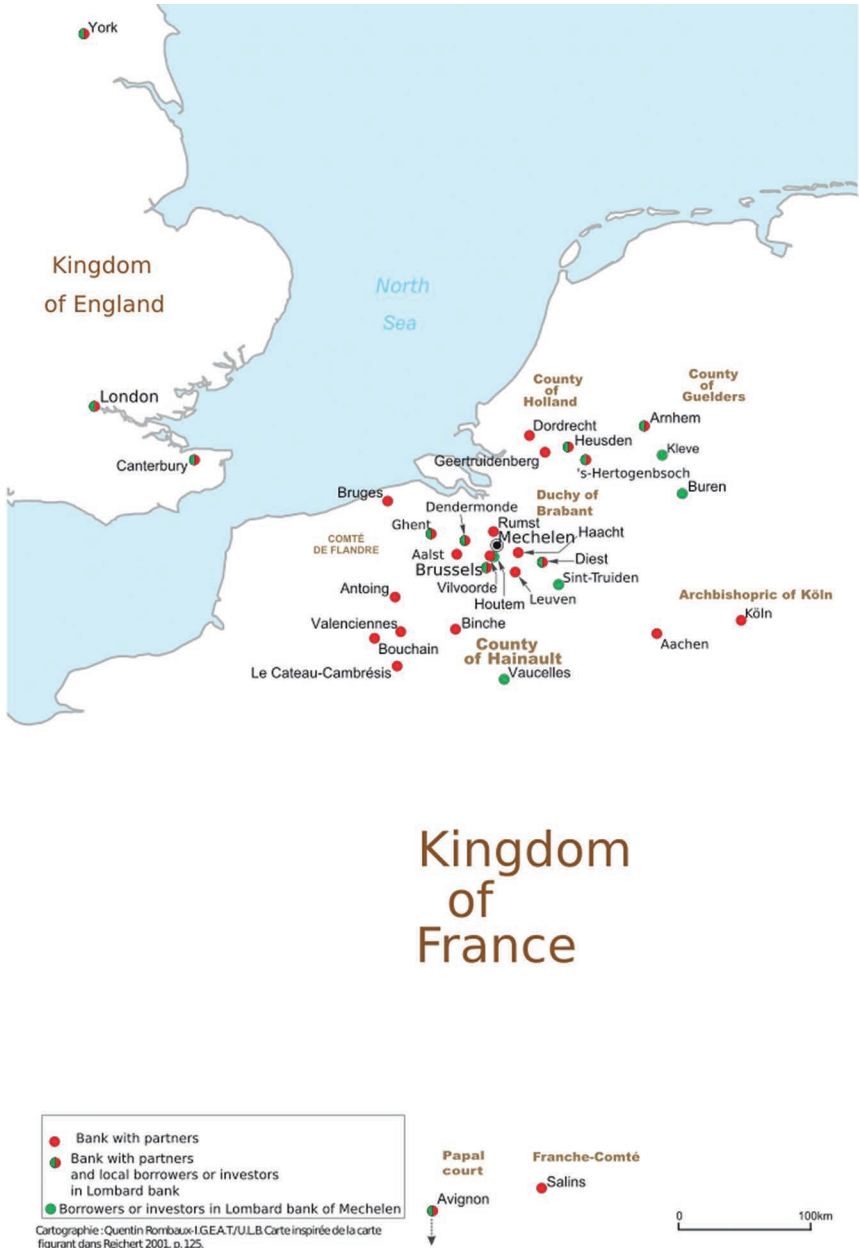 York
Kingdom
of England
North
Sea
London
Canterbury
County
of
Holland
County
of
Guelders
Dordrecht
Arnhem
Heusden
Geertruidenberg
Kleve
's-Hertogenbsoch
Buren
Bruges
Dendermonde
Duchy of
Brabant
Ghent
Rumst
Mechelen
Haacht
COMTÉ
DE FLANDRE
Aalst
Brussels
Diest
Vilvoorde
Sint-Truiden
Houtem
Leuven
Antoing
Archbishopric of Köln
Valenciennes
Binche
Köln
Bouchain
County
of Hainault
Aachen
Le Cateau-Cambrésis
Vaucelles
Kingdom
of
France
Bank with partners
Bank with partners
and local borrowers or investors
in Lombard bank
Borrowers or investors in Lombard bank of Mechelen
Cartographie : Quentin Rombaux-I.G.E.A.T./U.L.B. Carte inspirée de la carte
figurant dans Reichert 2001, p. 125.
Papal
court
Franche-Comté
Salins
Avignon
0 100km